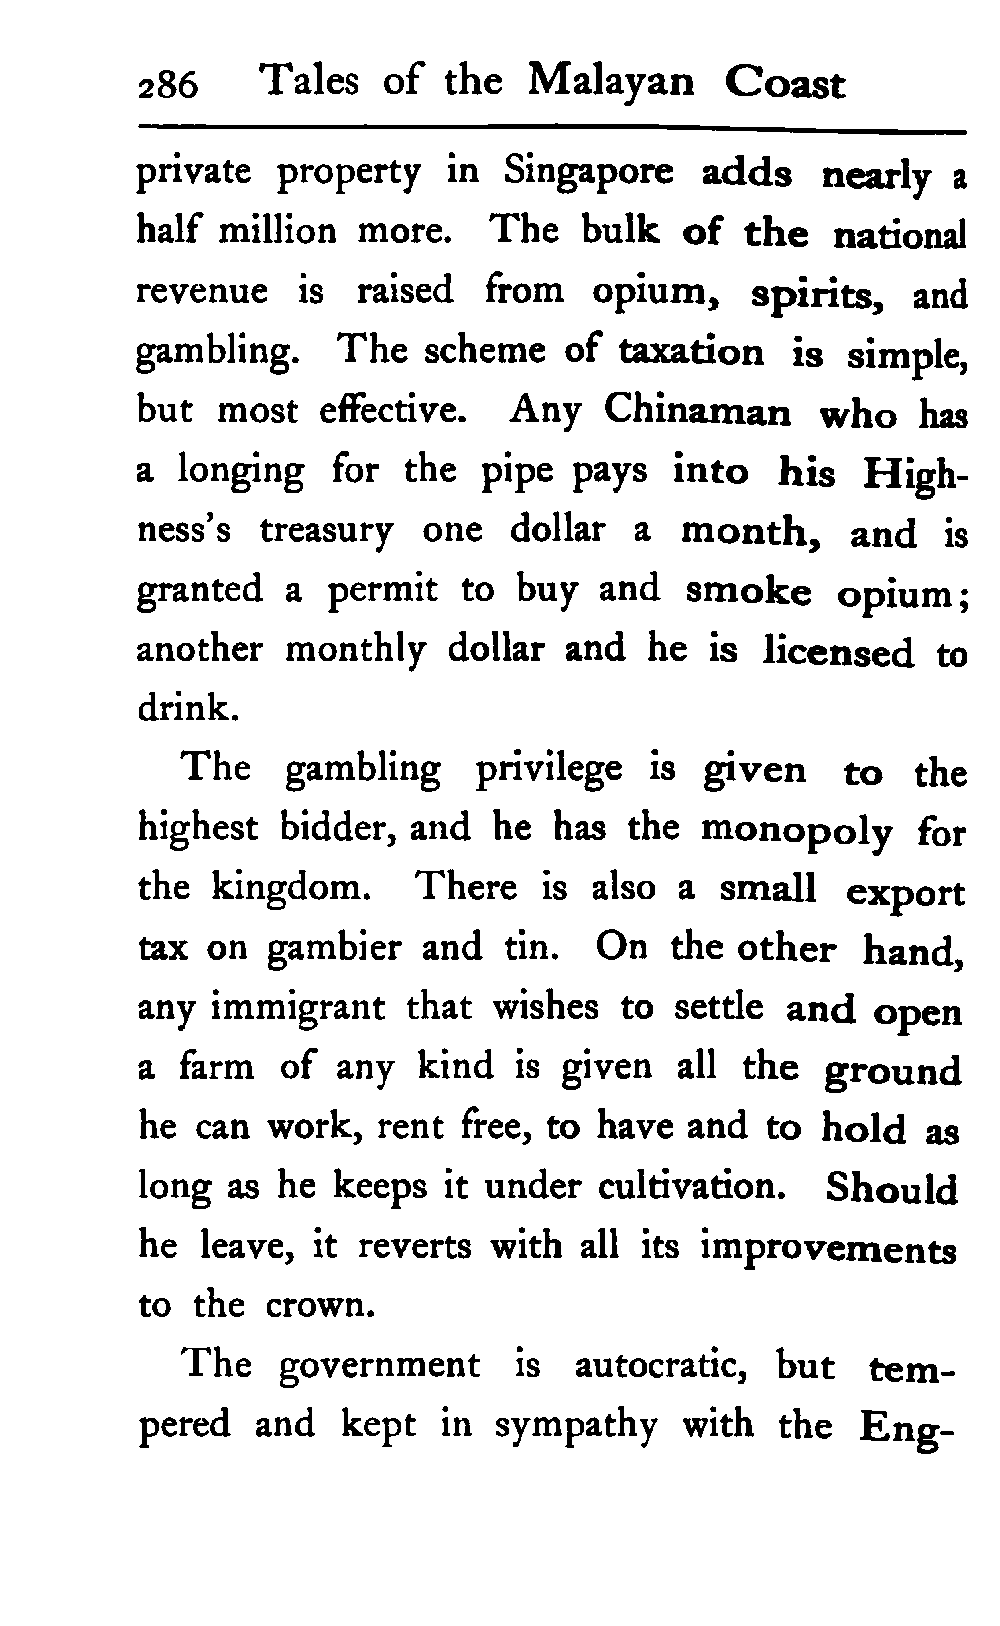 286 Tales of the Malayan Coast
private property in Singapore adds nearly a
half million more. The bulk of the national
revenue is raised from opium, spirits, and
gambling. The scheme of taxation is simple,
but most effective. Any Chinaman who has
a longing for the pipe pays into his High-
ness's treasury one dollar a month, and is
granted a permit to buy and smoke opium;
another monthly dollar and he is licensed to
drink.
The gambling privilege is given to the
highest bidder, and he has the monopoly for
the kingdom. There is also a small export
tax on gambier and tin. On the other hand,
any immigrant that wishes to settle and open
a farm of any kind is given all the ground
he can work, rent free, to have and to hold as
long as he keeps it under cultivation. Should
he leave, it reverts with all its improvements
to the crown.
The government is autocratic, but tem-
pered and kept in sympathy with the Eng-